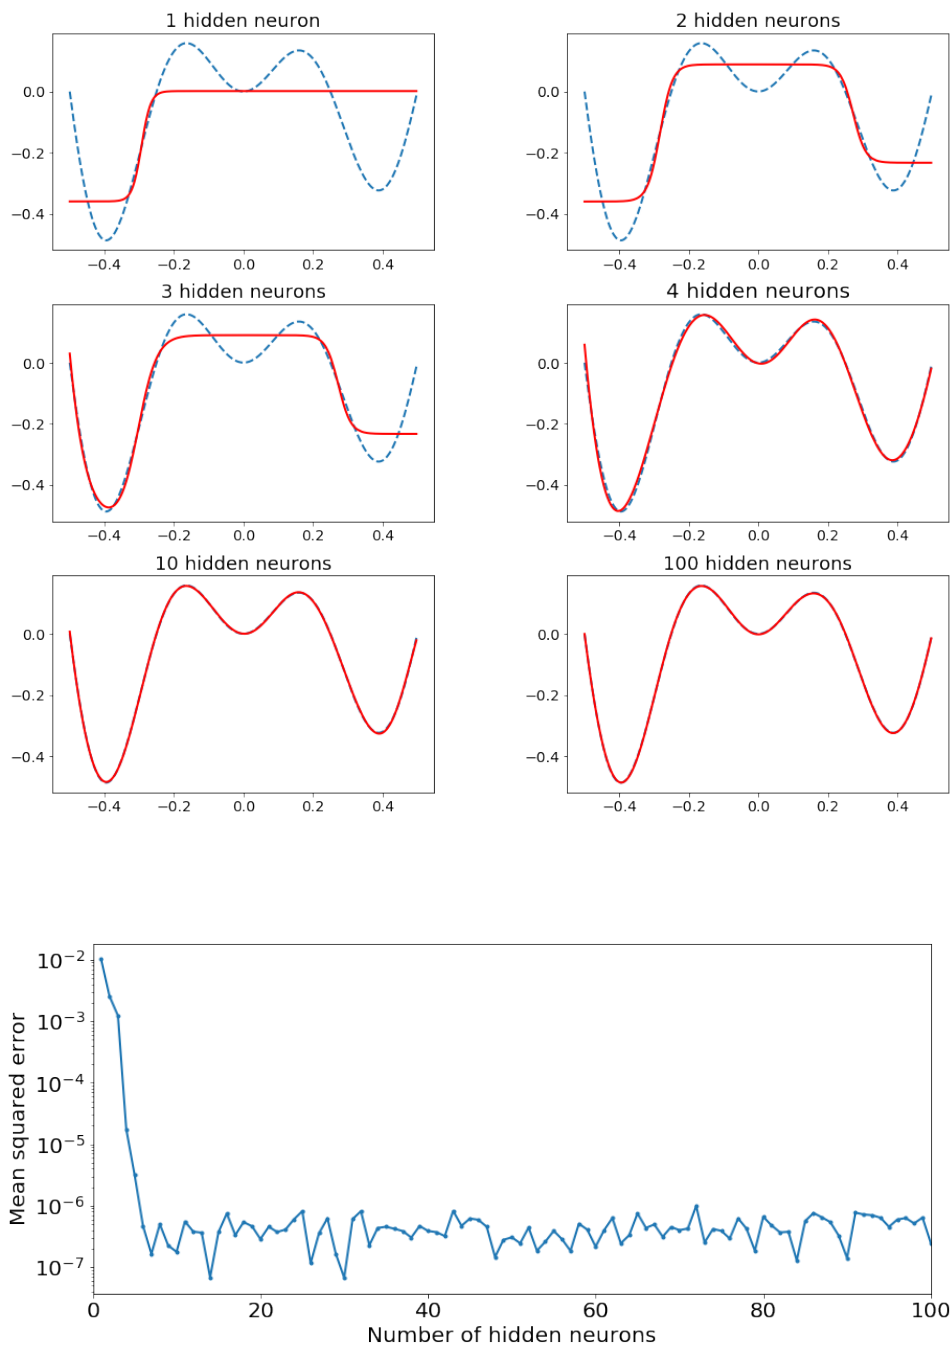 1 hidden neuron
2 hidden neurons
0.0
−0.2
−0.4
−0.4 −0.2 0.0 0.2 0.4
0.0
−0.2
−0.4
−0.4 −0.2 0.0 0.2 0.4
3 hidden neurons
4 hidden neurons
0.0
−0.2
−0.4
−0.4 −0.2 0.0 0.2 0.4
0.0
−0.2
−0.4
−0.4 −0.2 0.0 0.2 0.4
10 hidden neurons
100 hidden neurons
0.0
−0.2
−0.4
−0.4 −0.2 0.0 0.2 0.4
0.0
−0.2
−0.4
−0.4 −0.2 0.0 0.2 0.4
Mean squared error
10⁻²
10⁻³
10⁻⁴
10⁻⁵
10⁻⁶
10⁻⁷
0 20 40 60 80 100
Number of hidden neurons